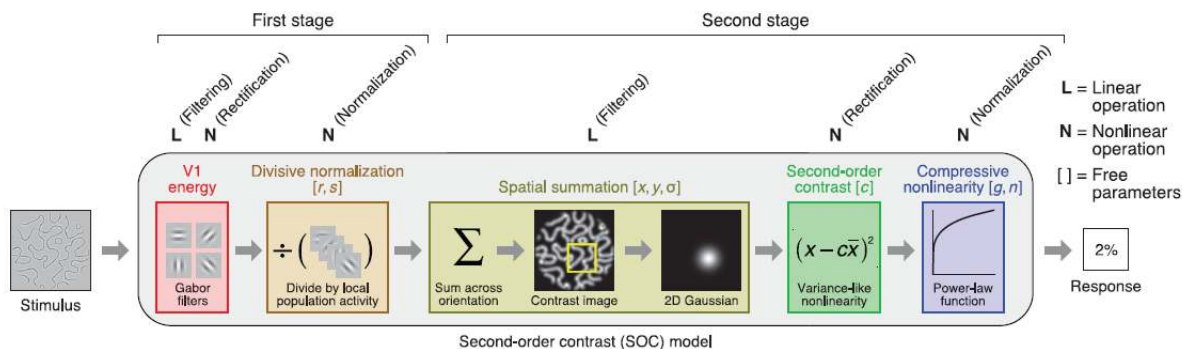 First stage
Second stage
L (Filtering)
N (Rectification)
N (Normalization)
L (Filtering)
N (Rectification)
N (Normalization)
L = Linear
operation
N = Nonlinear
operation
[ ] = Free
parameters
V1
energy
Gabor
filters
Divisive normalization
[r, s]
÷ ( )
Divide by local
population activity
Spatial summation [x, y, σ]
Σ
Sum across
orientation
Contrast image
2D Gaussian
Second-order
contrast [c]
(x – cx̄)²
Variance-like
nonlinearity
Compressive
nonlinearity [g, n]
Power-law
function
Stimulus
2%
Response
Second-order contrast (SOC) model